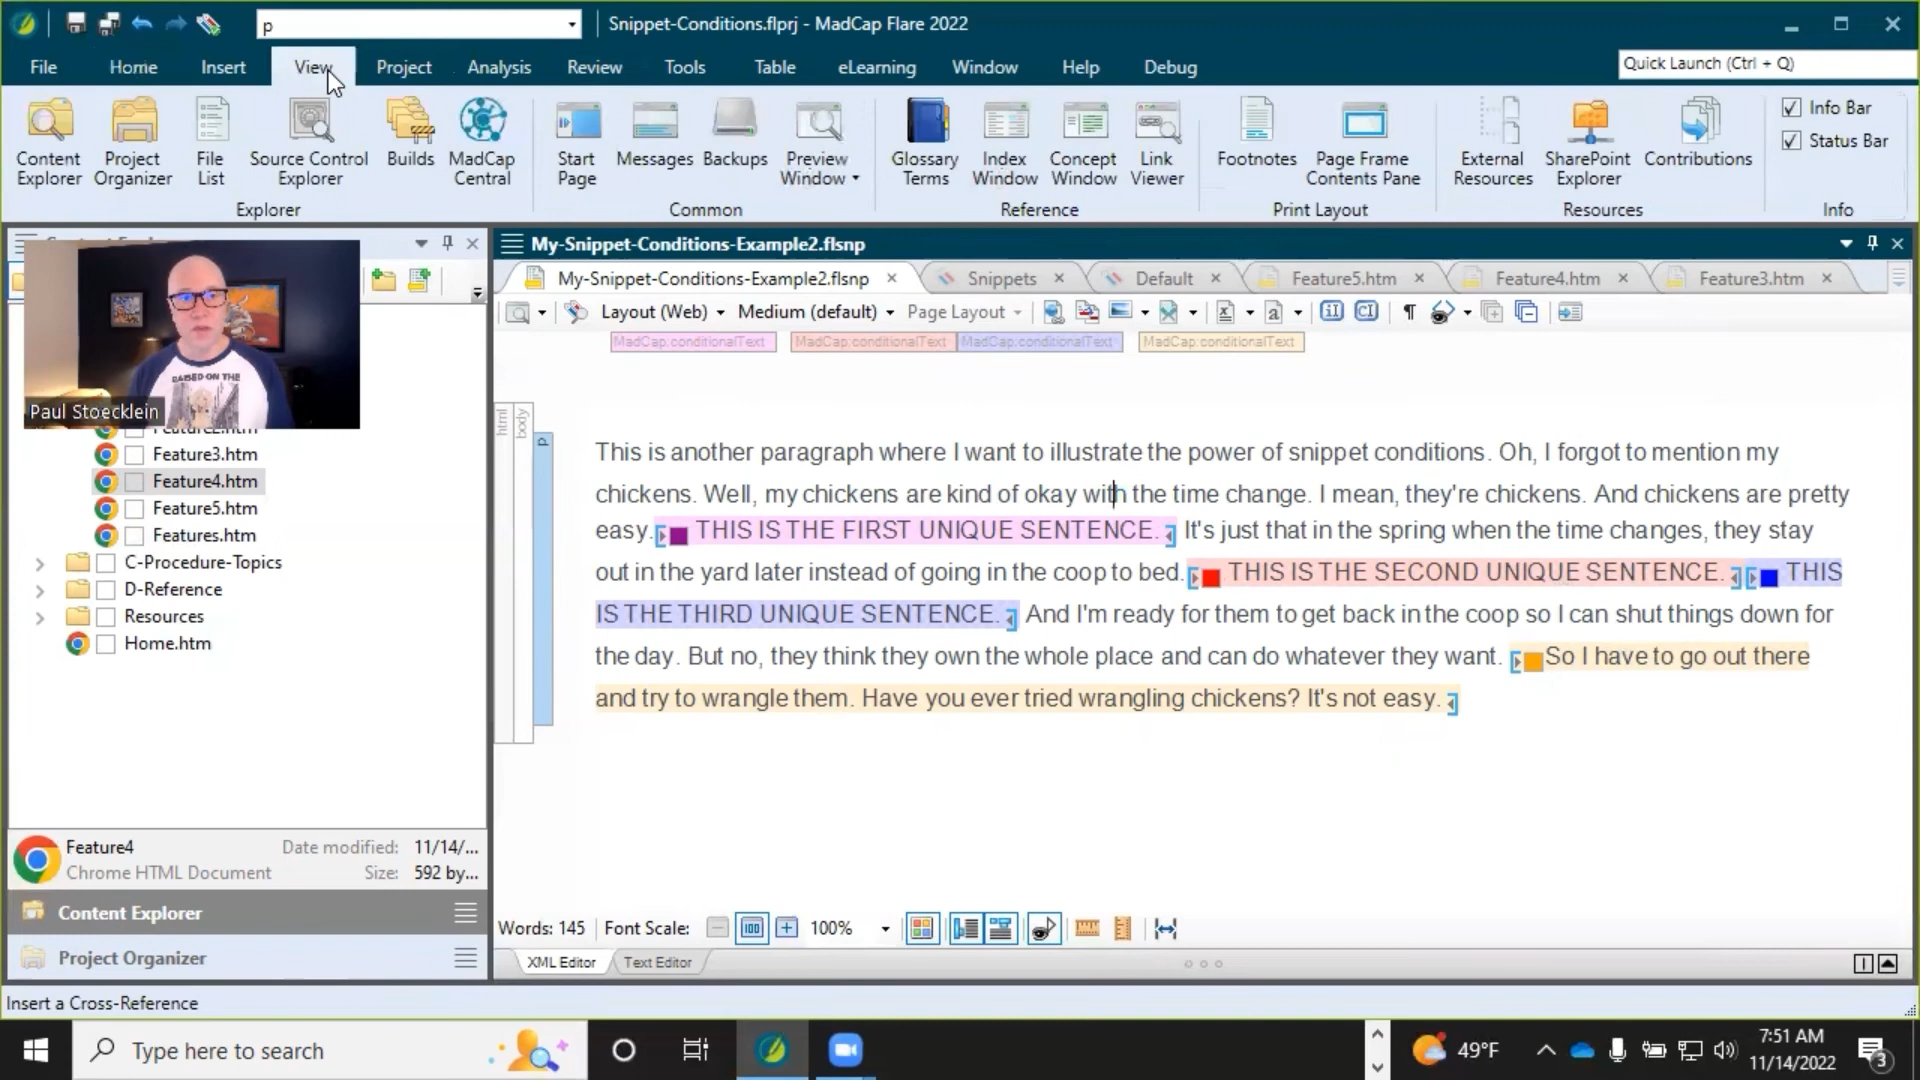 p
Snippet-Conditions.flprj - MadCap Flare 2022
File Home Insert View Project Analysis Review Tools Table eLearning Window Help Debug
Quick Launch (Ctrl + Q)
Content Explorer
Project Organizer
File List
Source Control Explorer
Builds
MadCap Central
Start Page
Messages
Backups
Preview Window
Glossary Terms
Index Window
Concept Window
Link Viewer
Footnotes
Page Frame Contents Pane
External Resources
SharePoint Explorer
Contributions
Info Bar
Status Bar
Explorer Common Reference Print Layout Resources Info
RAISED ON THE
Paul Stoecklein
Feature3.htm
Feature4.htm
Feature5.htm
Features.htm
C-Procedure-Topics
D-Reference
Resources
Home.htm
Feature4 Date modified: 11/14/...
Chrome HTML Document Size: 592 by...
Content Explorer
Project Organizer
My-Snippet-Conditions-Example2.flsnp
My-Snippet-Conditions-Example2.flsnp Snippets Default Feature5.htm Feature4.htm Feature3.htm
Layout (Web) Medium (default) Page Layout
MadCap:conditionalText MadCap:conditionalText MadCap:conditionalText MadCap:conditionalText
html body p
This is another paragraph where I want to illustrate the power of snippet conditions. Oh, I forgot to mention my
chickens. Well, my chickens are kind of okay with the time change. I mean, they're chickens. And chickens are pretty
easy. THIS IS THE FIRST UNIQUE SENTENCE. It's just that in the spring when the time changes, they stay
out in the yard later instead of going in the coop to bed. THIS IS THE SECOND UNIQUE SENTENCE. THIS
IS THE THIRD UNIQUE SENTENCE. And I'm ready for them to get back in the coop so I can shut things down for
the day. But no, they think they own the whole place and can do whatever they want. So I have to go out there
and try to wrangle them. Have you ever tried wrangling chickens? It's not easy.
Words: 145 Font Scale: 100%
XML Editor Text Editor
Insert a Cross-Reference
Type here to search
49°F
7:51 AM
11/14/2022
3